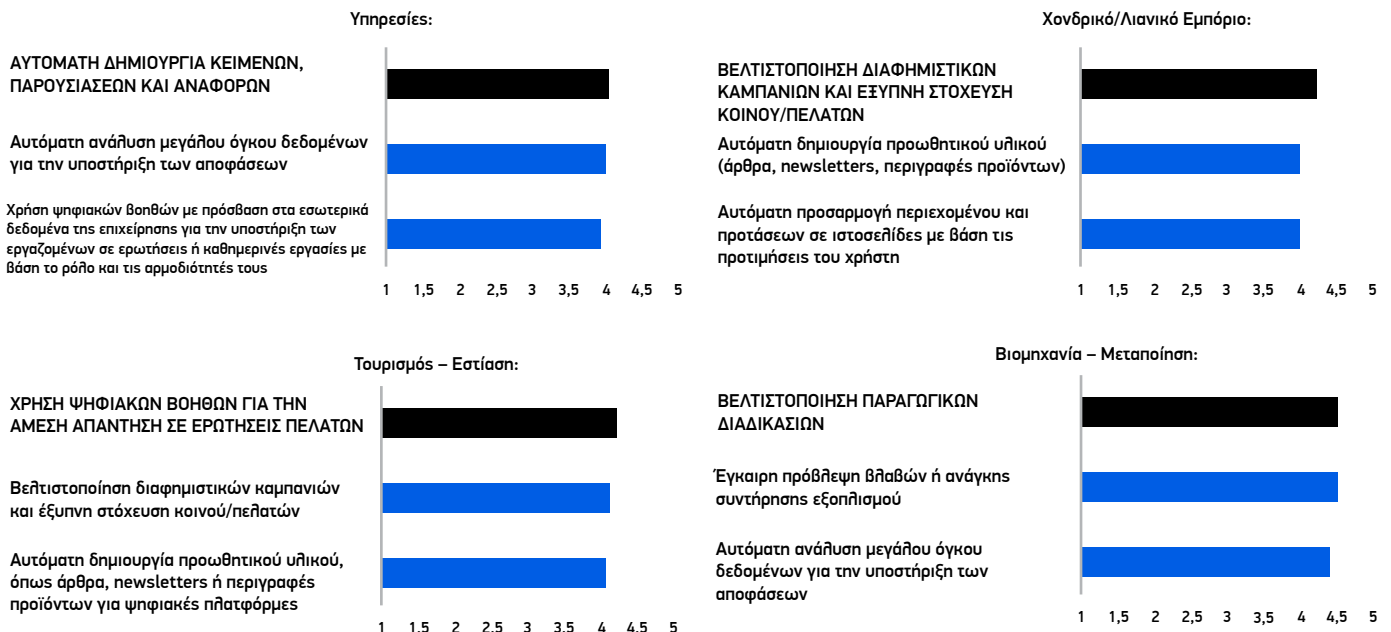 Υπηρεσίες:
ΑΥΤΟΜΑΤΗ ΔΗΜΙΟΥΡΓΙΑ ΚΕΙΜΕΝΩΝ,
ΠΑΡΟΥΣΙΑΣΕΩΝ ΚΑΙ ΑΝΑΦΟΡΩΝ
Αυτόματη ανάλυση μεγάλου όγκου δεδομένων
για την υποστήριξη των αποφάσεων
Χρήση ψηφιακών βοηθών με πρόσβαση στα εσωτερικά
δεδομένα της επιχείρησης για την υποστήριξη των
εργαζομένων σε ερωτήσεις ή καθημερινές εργασίες με
βάση το ρόλο και τις αρμοδιότητές τους
1 1,5 2 2,5 3 3,5 4 4,5 5
Χονδρικό/Λιανικό Εμπόριο:
ΒΕΛΤΙΣΤΟΠΟΙΗΣΗ ΔΙΑΦΗΜΙΣΤΙΚΩΝ
ΚΑΜΠΑΝΙΩΝ ΚΑΙ ΕΞΥΠΝΗ ΣΤΟΧΕΥΣΗ
ΚΟΙΝΟΥ/ΠΕΛΑΤΩΝ
Αυτόματη δημιουργία προωθητικού υλικού
(άρθρα, newsletters, περιγραφές προϊόντων)
Αυτόματη προσαρμογή περιεχομένου και
προτάσεων σε ιστοσελίδες με βάση τις
προτιμήσεις του χρήστη
1 1,5 2 2,5 3 3,5 4 4,5 5
Τουρισμός – Εστίαση:
ΧΡΗΣΗ ΨΗΦΙΑΚΩΝ ΒΟΗΘΩΝ ΓΙΑ ΤΗΝ
ΑΜΕΣΗ ΑΠΑΝΤΗΣΗ ΣΕ ΕΡΩΤΗΣΕΙΣ ΠΕΛΑΤΩΝ
Βελτιστοποίηση διαφημιστικών καμπανιών
και έξυπνη στόχευση κοινού/πελατών
Αυτόματη δημιουργία προωθητικού υλικού,
όπως άρθρα, newsletters ή περιγραφές
προϊόντων για ψηφιακές πλατφόρμες
1 1,5 2 2,5 3 3,5 4 4,5 5
Βιομηχανία – Μεταποίηση:
ΒΕΛΤΙΣΤΟΠΟΙΗΣΗ ΠΑΡΑΓΩΓΙΚΩΝ
ΔΙΑΔΙΚΑΣΙΩΝ
Έγκαιρη πρόβλεψη βλαβών ή ανάγκης
συντήρησης εξοπλισμού
Αυτόματη ανάλυση μεγάλου όγκου
δεδομένων για την υποστήριξη των
αποφάσεων
1 1,5 2 2,5 3 3,5 4 4,5 5